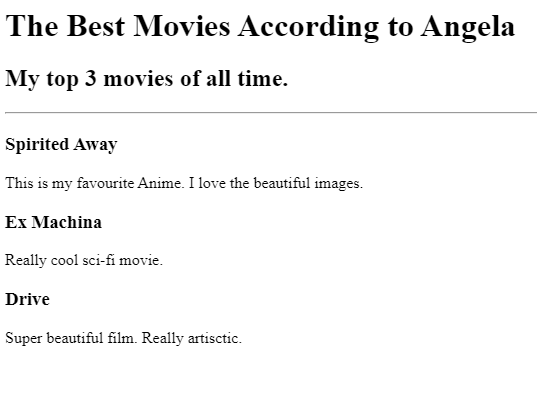 The Best Movies According to Angela
My top 3 movies of all time.
Spirited Away
This is my favourite Anime. I love the beautiful images.
Ex Machina
Really cool sci-fi movie.
Drive
Super beautiful film. Really artisctic.